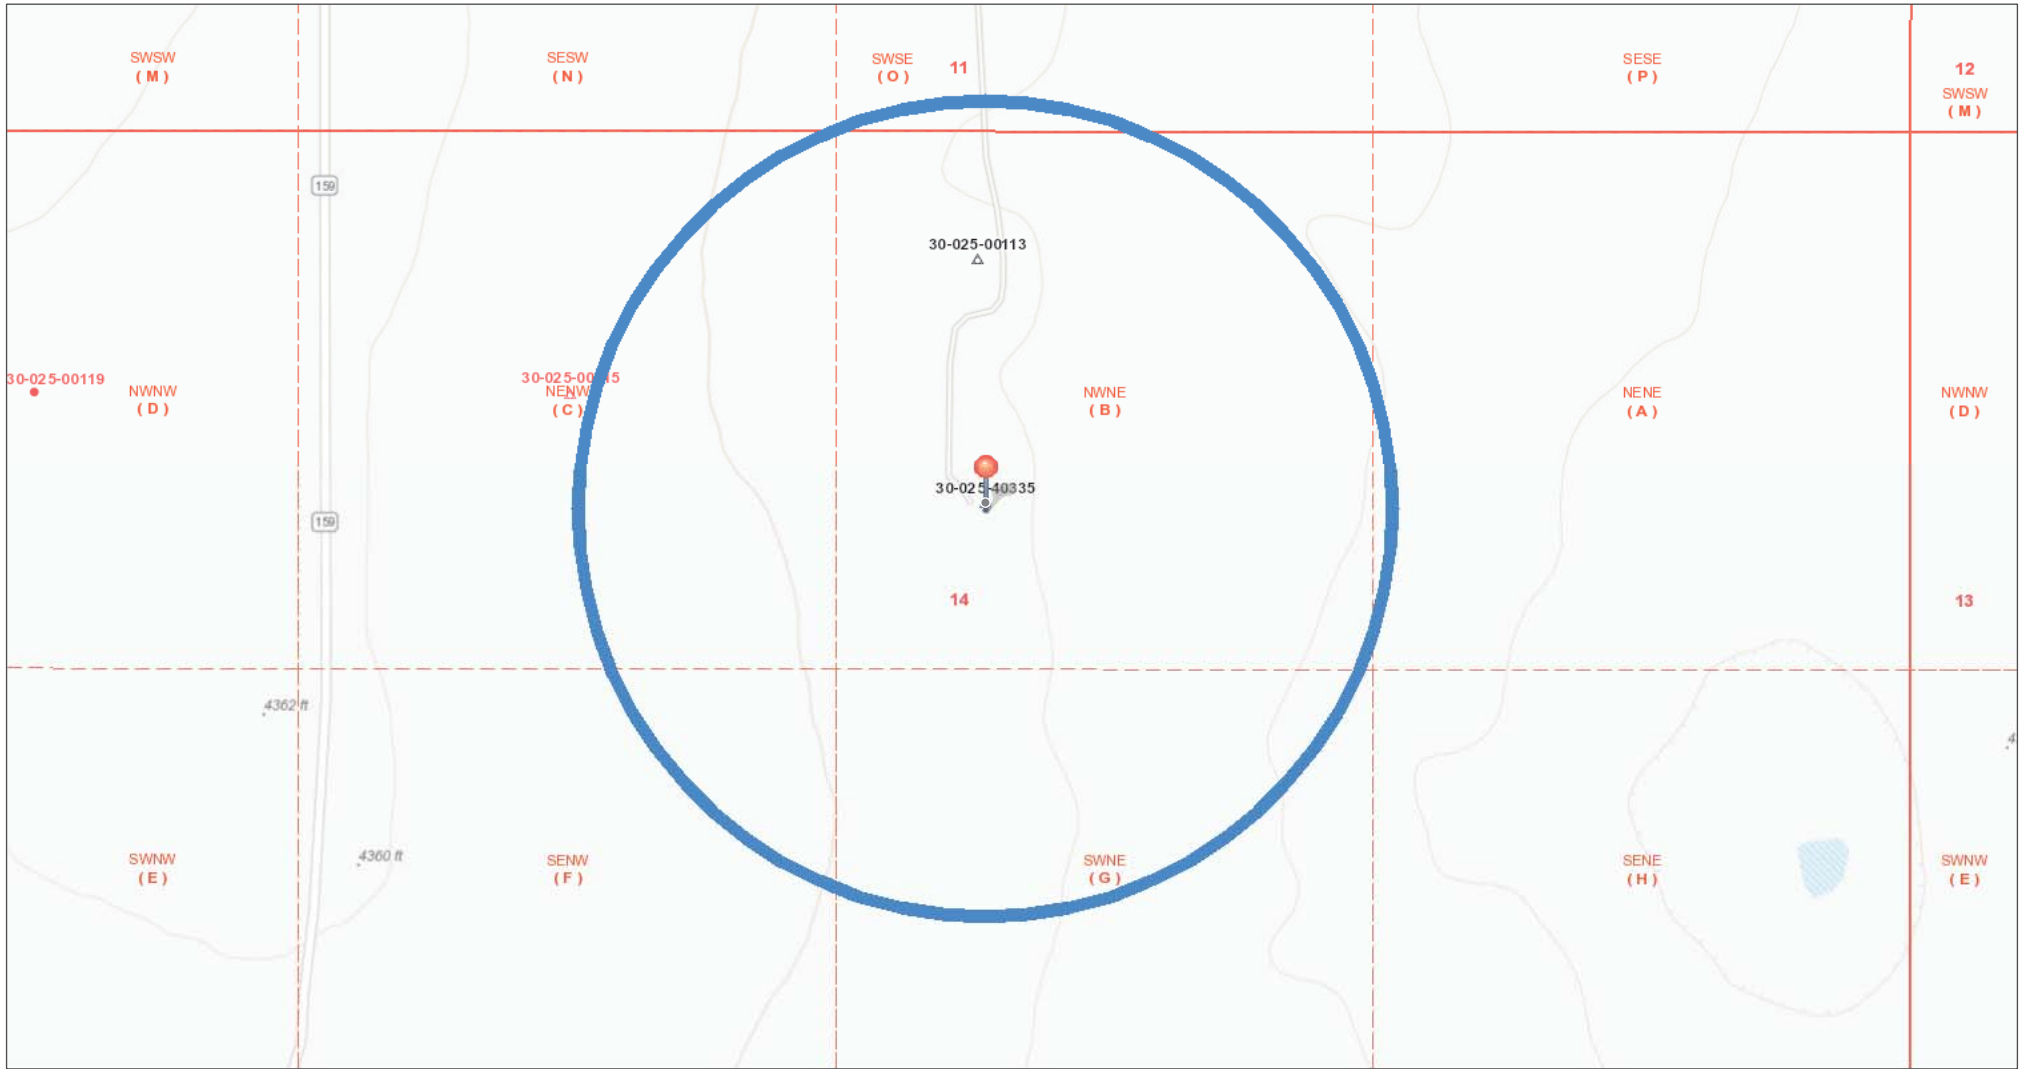 SWSW
(M)
SESW
(N)
SWSE
(O)
11
SESE
(P)
12
SWSW
(M)
159
30-025-00113
30-025-00119
NWNW
(D)
NENW
(C)
NWNE
(B)
NENE
(A)
NWNW
(D)
30-025-40335
159
14
13
4362 ft
4360 ft
SWNW
(E)
SENW
(F)
SWNE
(G)
SENE
(H)
SWNW
(E)